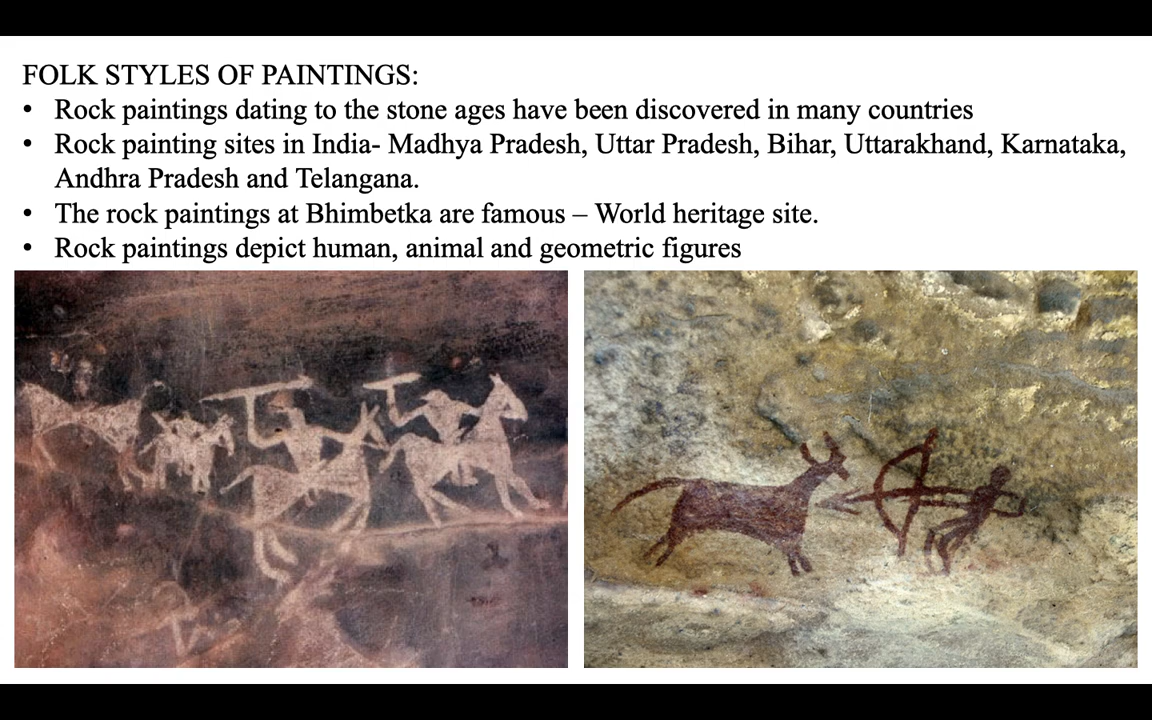 FOLK STYLES OF PAINTINGS:
• Rock paintings dating to the stone ages have been discovered in many countries
• Rock painting sites in India- Madhya Pradesh, Uttar Pradesh, Bihar, Uttarakhand, Karnataka,
Andhra Pradesh and Telangana.
• The rock paintings at Bhimbetka are famous – World heritage site.
• Rock paintings depict human, animal and geometric figures